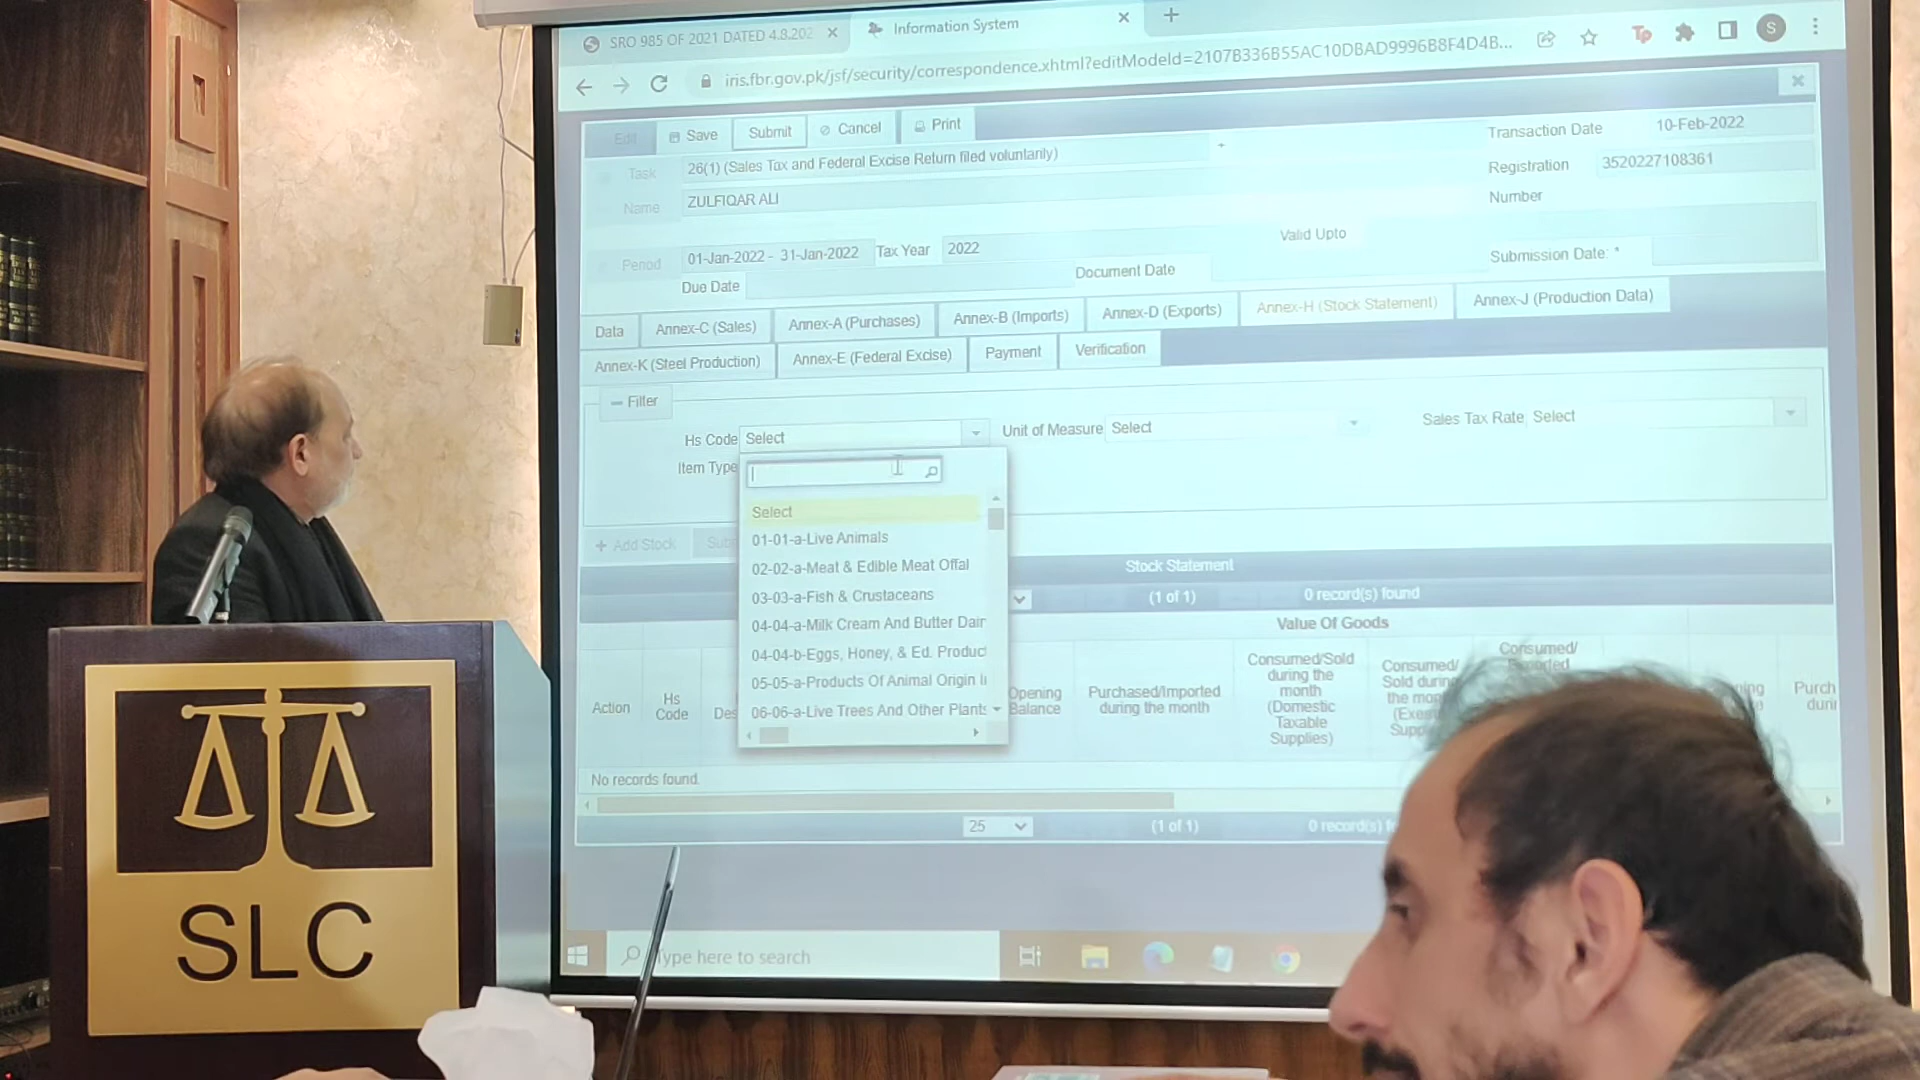 SRO 985 OF 2021 DATED 4.8.202
Information System
iris.fbr.gov.pk/jsf/security/correspondence.xhtml?editModeId=2107B336B55AC10DBAD9996B8F4D4B...
S
Edit Save Submit Cancel Print
Transaction Date 10-Feb-2022
Task 26(1) (Sales Tax and Federal Excise Return filed voluntarily)
Registration Number 3520227108361
Name ZULFIQAR ALI
Period 01-Jan-2022 - 31-Jan-2022 Tax Year 2022
Valid Upto
Due Date
Document Date
Submission Date: *
Data Annex-C (Sales) Annex-A (Purchases) Annex-B (Imports) Annex-D (Exports) Annex-H (Stock Statement) Annex-J (Production Data)
Annex-K (Steel Production) Annex-E (Federal Excise) Payment Verification
Filter
Hs Code Select
Unit of Measure Select
Sales Tax Rate Select
Item Type
Select
01-01-a-Live Animals
02-02-a-Meat & Edible Meat Offal
03-03-a-Fish & Crustaceans
04-04-a-Milk Cream And Butter Dair
04-04-b-Eggs, Honey, & Ed. Product
05-05-a-Products Of Animal Origin
06-06-a-Live Trees And Other Plants
+ Add Stock
Stock Statement
(1 of 1)
0 record(s) found
Value Of Goods
Action
Hs Code
Des
Opening Balance
Purchased/Imported during the month
Consumed/Sold during the month (Domestic Taxable Supplies)
Consumed/ Sold during
Consumed/
Purch
No records found.
25
(1 of 1)
0 record(s)
Type here to search
SLC